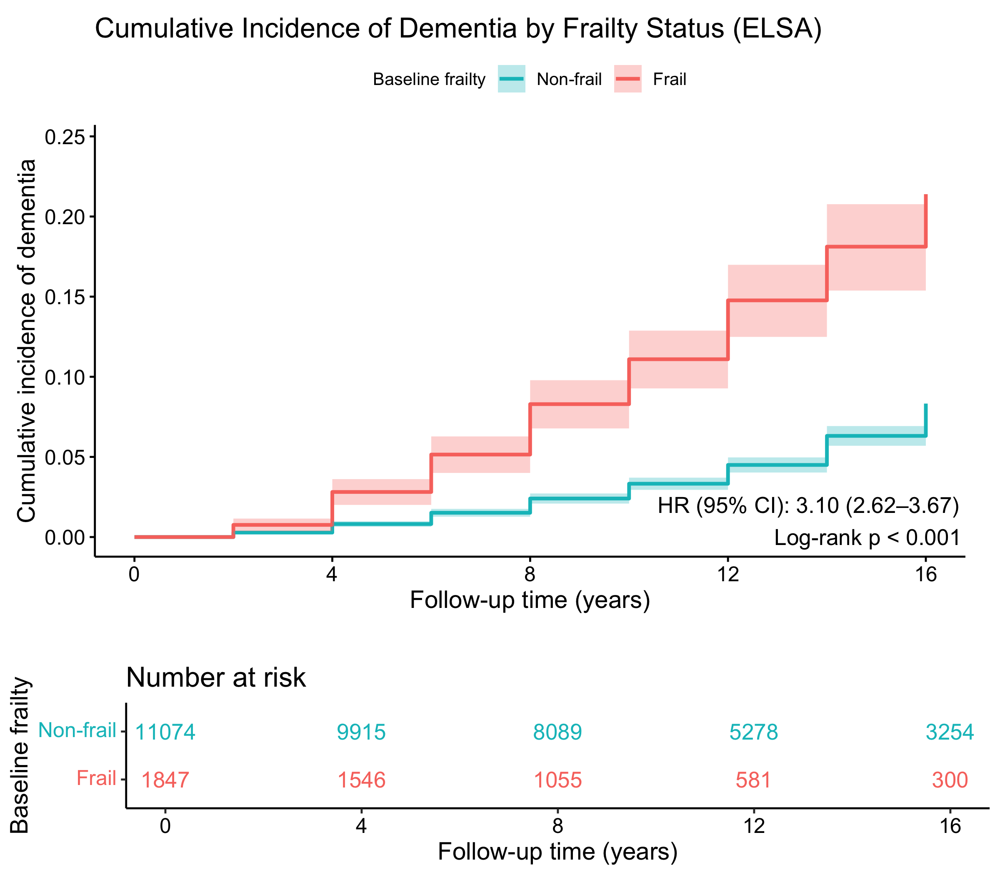 Cumulative Incidence of Dementia by Frailty Status (ELSA)
Baseline frailty Non-frail Frail
Cumulative incidence of dementia
0.25
0.20
0.15
0.10
0.05
0.00
HR (95% CI): 3.10 (2.62–3.67)
Log-rank p < 0.001
0 4 8 12 16
Follow-up time (years)
Number at risk
Baseline frailty
Non-frail 11074 9915 8089 5278 3254
Frail 1847 1546 1055 581 300
0 4 8 12 16
Follow-up time (years)